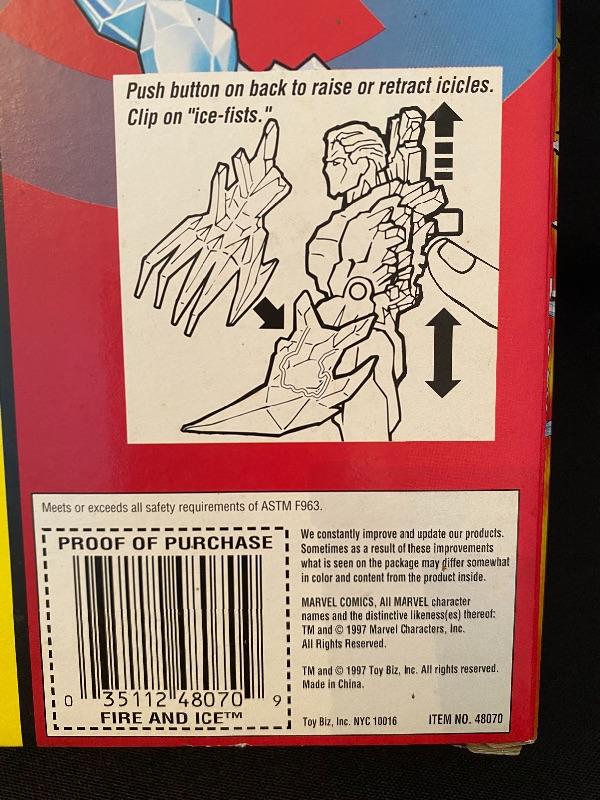 Push button on back to raise or retract icicles.
Clip on "ice-fists."
Meets or exceeds all safety requirements of ASTM F963.
PROOF OF PURCHASE
0 35112 48070 9
FIRE AND ICE™
We constantly improve and update our products.
Sometimes as a result of these improvements
what is seen on the package may differ somewhat
in color and content from the product inside.
MARVEL COMICS, All MARVEL character
names and the distinctive likeness(es) thereof:
TM and © 1997 Marvel Characters, Inc.
All Rights Reserved.
TM and © 1997 Toy Biz, Inc. All rights reserved.
Made in China.
Toy Biz, Inc. NYC 10016 ITEM NO. 48070